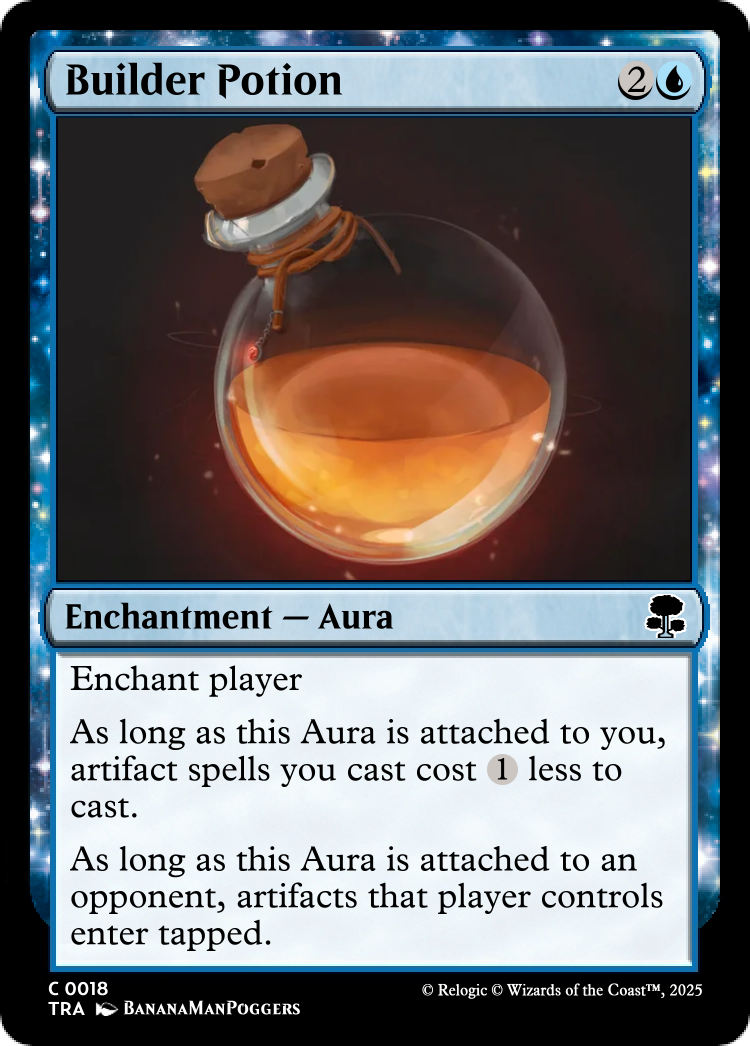 Builder Potion 2
Enchantment — Aura
Enchant player
As long as this Aura is attached to you,
artifact spells you cast cost 1 less to
cast.
As long as this Aura is attached to an
opponent, artifacts that player controls
enter tapped.
C 0018
TRA BananaManPoggers
© Relogic © Wizards of the Coast™, 2025